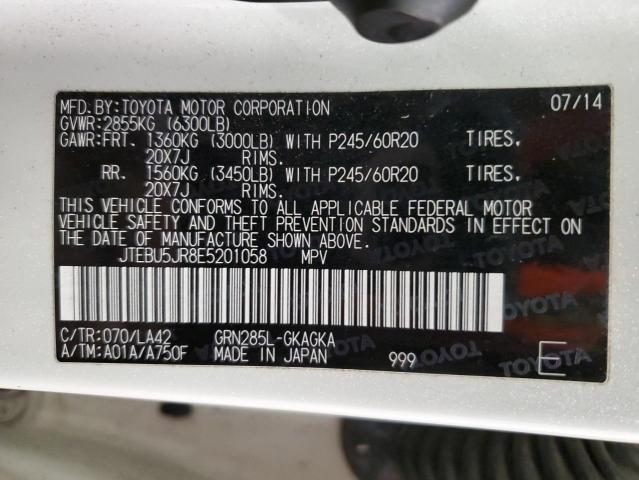 MFD.BY:TOYOTA MOTOR CORPORATION 07/14
GVWR:2855KG (6300LB)
GAWR:FRT. 1360KG (3000LB) WITH P245/60R20 TIRES.
20X7J RIMS.
RR. 1560KG (3450LB) WITH P245/60R20 TIRES.
20X7J RIMS.
THIS VEHICLE CONFORMS TO ALL APPLICABLE FEDERAL MOTOR
VEHICLE SAFETY AND THEFT PREVENTION STANDARDS IN EFFECT ON
THE DATE OF MANUFACTURE SHOWN ABOVE.
JTEBU5JR8E5201058 MPV
C/TR:070/LA42 GRN285L-GKAGKA
A/TM:A01A/A750F MADE IN JAPAN 999 E
TOYOTA